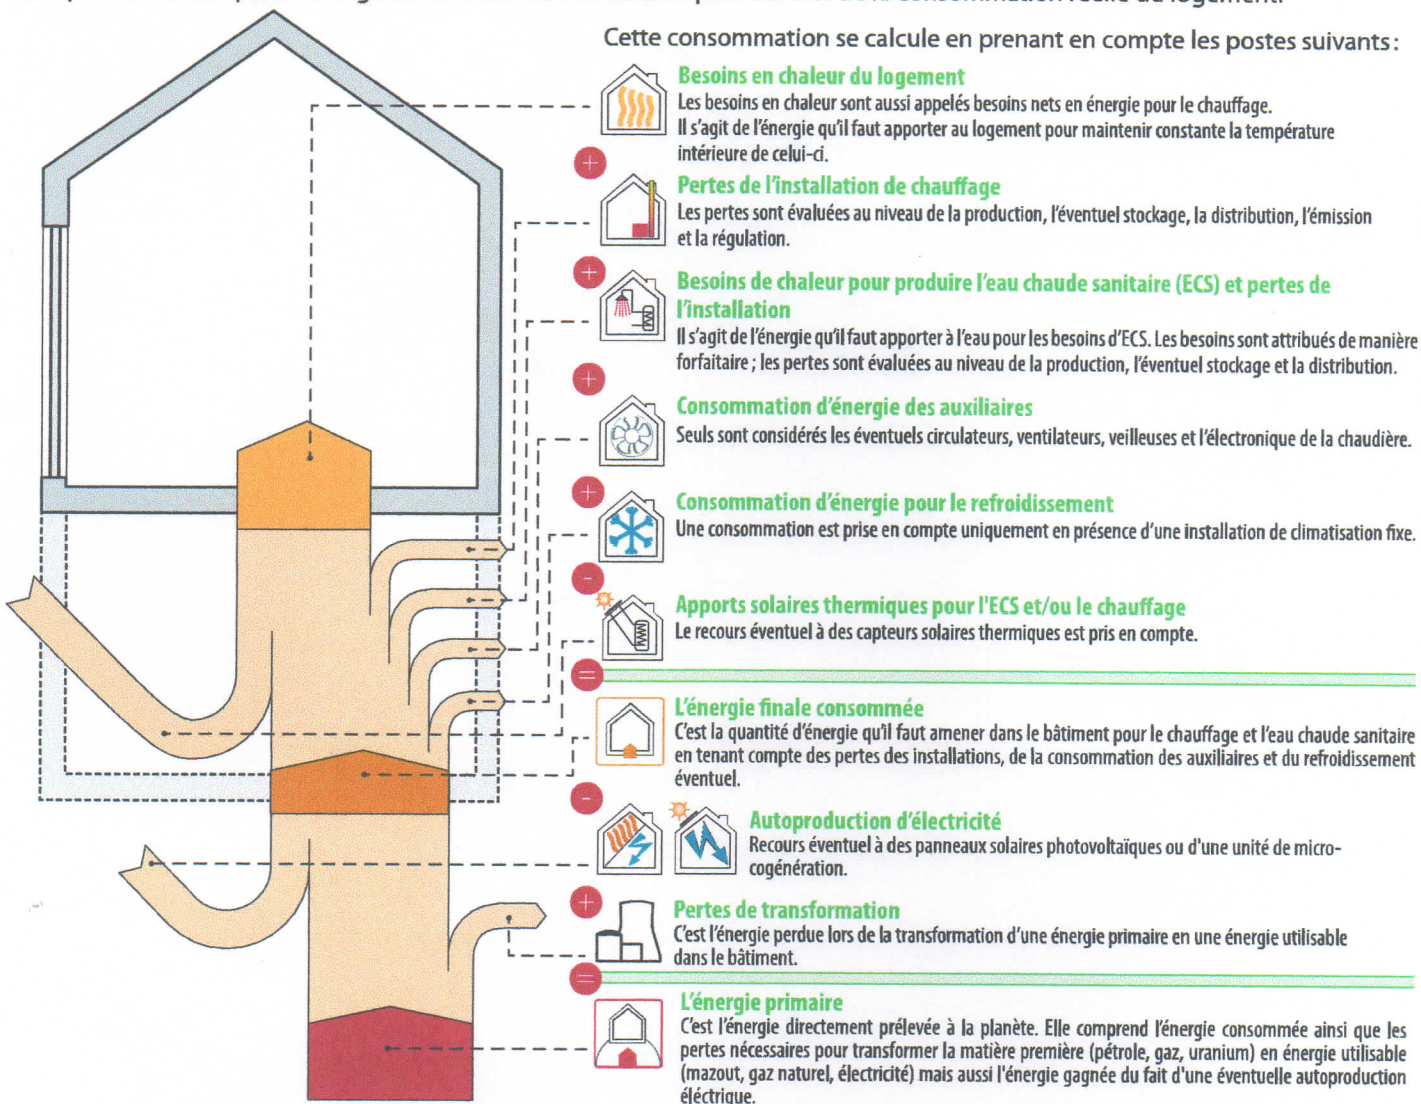 de la consommation réelle du logement.
Cette consommation se calcule en prenant en compte les postes suivants :
Besoins en chaleur du logement
Les besoins en chaleur sont aussi appelés besoins nets en énergie pour le chauffage.
Il s'agit de l'énergie qu'il faut apporter au logement pour maintenir constante la température
intérieure de celui-ci.
+
Pertes de l'installation de chauffage
Les pertes sont évaluées au niveau de la production, l'éventuel stockage, la distribution, l'émission
et la régulation.
+
Besoins de chaleur pour produire l'eau chaude sanitaire (ECS) et pertes de
l'installation
Il s'agit de l'énergie qu'il faut apporter à l'eau pour les besoins d'ECS. Les besoins sont attribués de manière
forfaitaire ; les pertes sont évaluées au niveau de la production, l'éventuel stockage et la distribution.
+
Consommation d'énergie des auxiliaires
Seuls sont considérés les éventuels circulateurs, ventilateurs, veilleuses et l'électronique de la chaudière.
+
Consommation d'énergie pour le refroidissement
Une consommation est prise en compte uniquement en présence d'une installation de climatisation fixe.
-
Apports solaires thermiques pour l'ECS et/ou le chauffage
Le recours éventuel à des capteurs solaires thermiques est pris en compte.
=
L'énergie finale consommée
C'est la quantité d'énergie qu'il faut amener dans le bâtiment pour le chauffage et l'eau chaude sanitaire
en tenant compte des pertes des installations, de la consommation des auxiliaires et du refroidissement
éventuel.
-
Autoproduction d'électricité
Recours éventuel à des panneaux solaires photovoltaïques ou d'une unité de micro-
cogénération.
+
Pertes de transformation
C'est l'énergie perdue lors de la transformation d'une énergie primaire en une énergie utilisable
dans le bâtiment.
=
L'énergie primaire
C'est l'énergie directement prélevée à la planète. Elle comprend l'énergie consommée ainsi que les
pertes nécessaires pour transformer la matière première (pétrole, gaz, uranium) en énergie utilisable
(mazout, gaz naturel, électricité) mais aussi l'énergie gagnée du fait d'une éventuelle autoproduction
éléctrique.